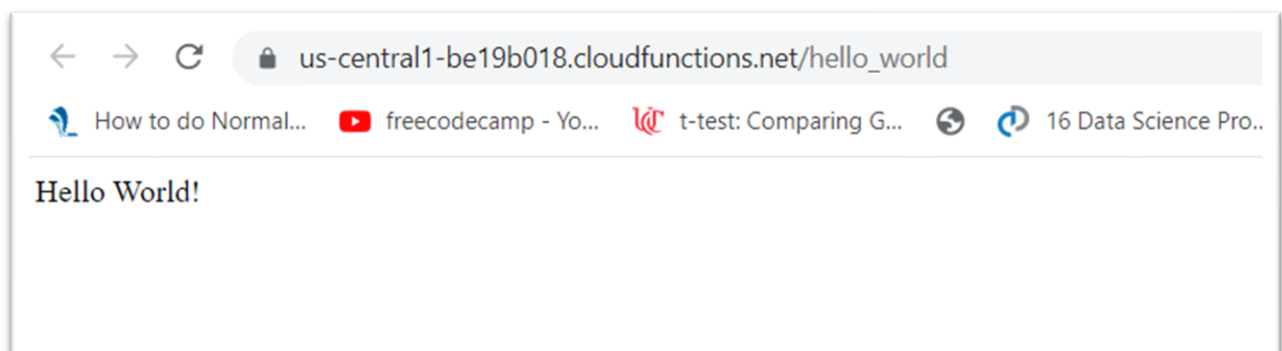 us-central1-be19b018.cloudfunctions.net/hello_world
How to do Normal... freecodecamp - Yo... t-test: Comparing G... 16 Data Science Pro..
Hello World!